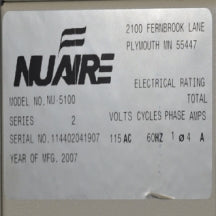 2100 FERNBROOK LANE
PLYMOUTH MN 55447
NUAIRE
ELECTRICAL RATING
MODEL NO. NU-5100 TOTAL
VOLTS CYCLES PHASE AMPS
SERIES 2
SERIAL NO. 114402041907 115 AC 60HZ 1 Ø 4 A
YEAR OF MFG. 2007